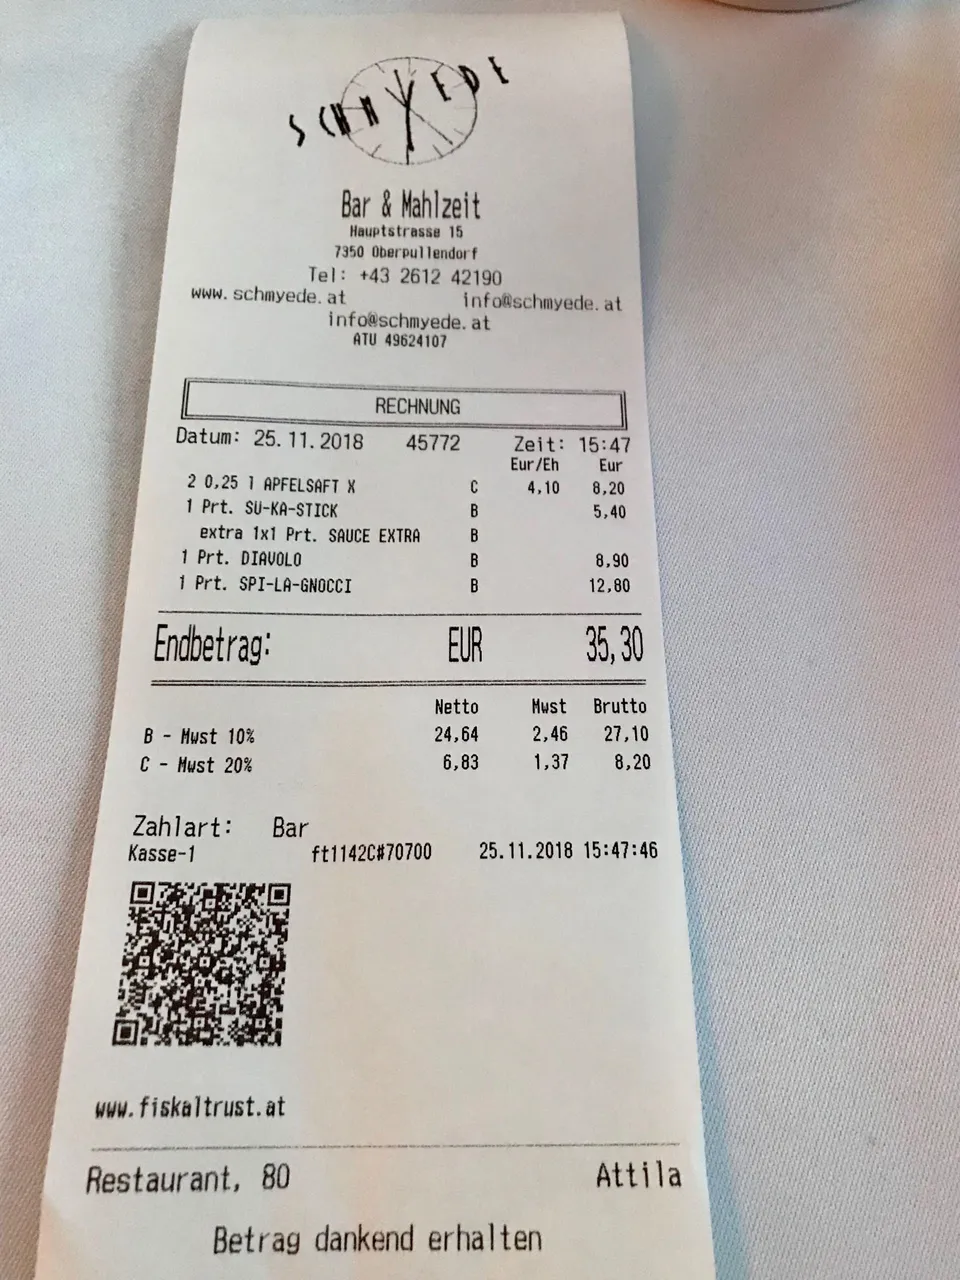 SCHMYEDE
Bar & Mahlzeit
Hauptstrasse 15
7350 Oberpullendorf
Tel: +43 2612 42190
www.schmyede.at info@schmyede.at
info@schmyede.at
ATU 49624107
RECHNUNG
Datum: 25.11.2018 45772 Zeit: 15:47
Eur/Eh Eur
2 0,25 l APFELSAFT X C 4,10 8,20
1 Prt. SU-KA-STICK B 5,40
extra 1x1 Prt. SAUCE EXTRA B
1 Prt. DIAVOLO B 8,90
1 Prt. SPI-LA-GNOCCI B 12,80
Endbetrag: EUR 35,30
Netto Mwst Brutto
B - Mwst 10% 24,64 2,46 27,10
C - Mwst 20% 6,83 1,37 8,20
Zahlart: Bar
Kasse-1 ft1142C#70700 25.11.2018 15:47:46
www.fiskaltrust.at
Restaurant, 80 Attila
Betrag dankend erhalten